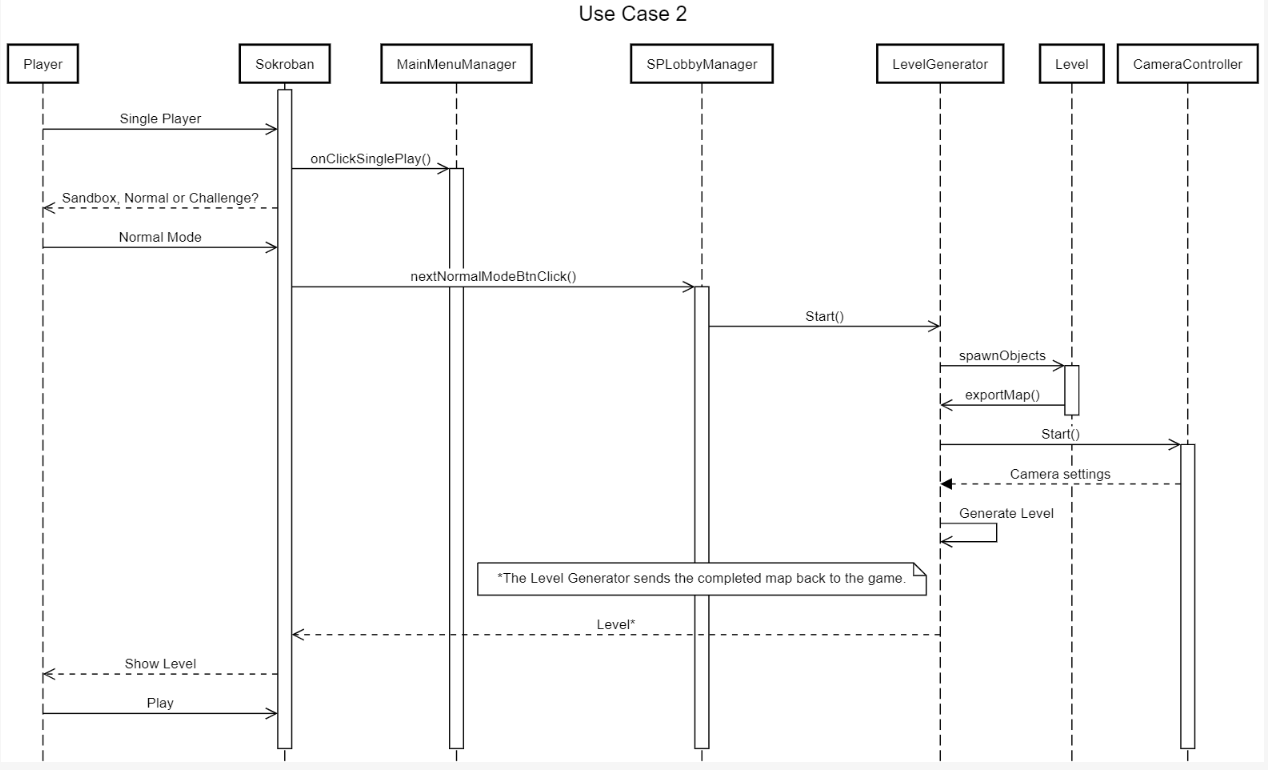 Use Case 2
Player
Sokroban
MainMenuManager
SPLobbyManager
LevelGenerator
Level
CameraController
Single Player
onClickSinglePlay()
Sandbox, Normal or Challenge?
Normal Mode
nextNormalModeBtnClick()
Start()
spawnObjects
exportMap()
Start()
Camera settings
Generate Level
*The Level Generator sends the completed map back to the game.
Level*
Show Level
Play